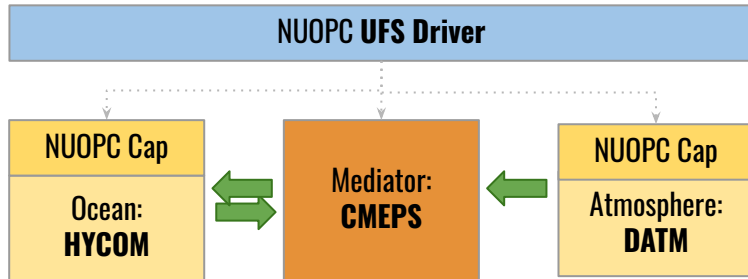 NUOPC UFS Driver
NUOPC Cap
Ocean:
HYCOM
Mediator:
CMEPS
NUOPC Cap
Atmosphere:
DATM